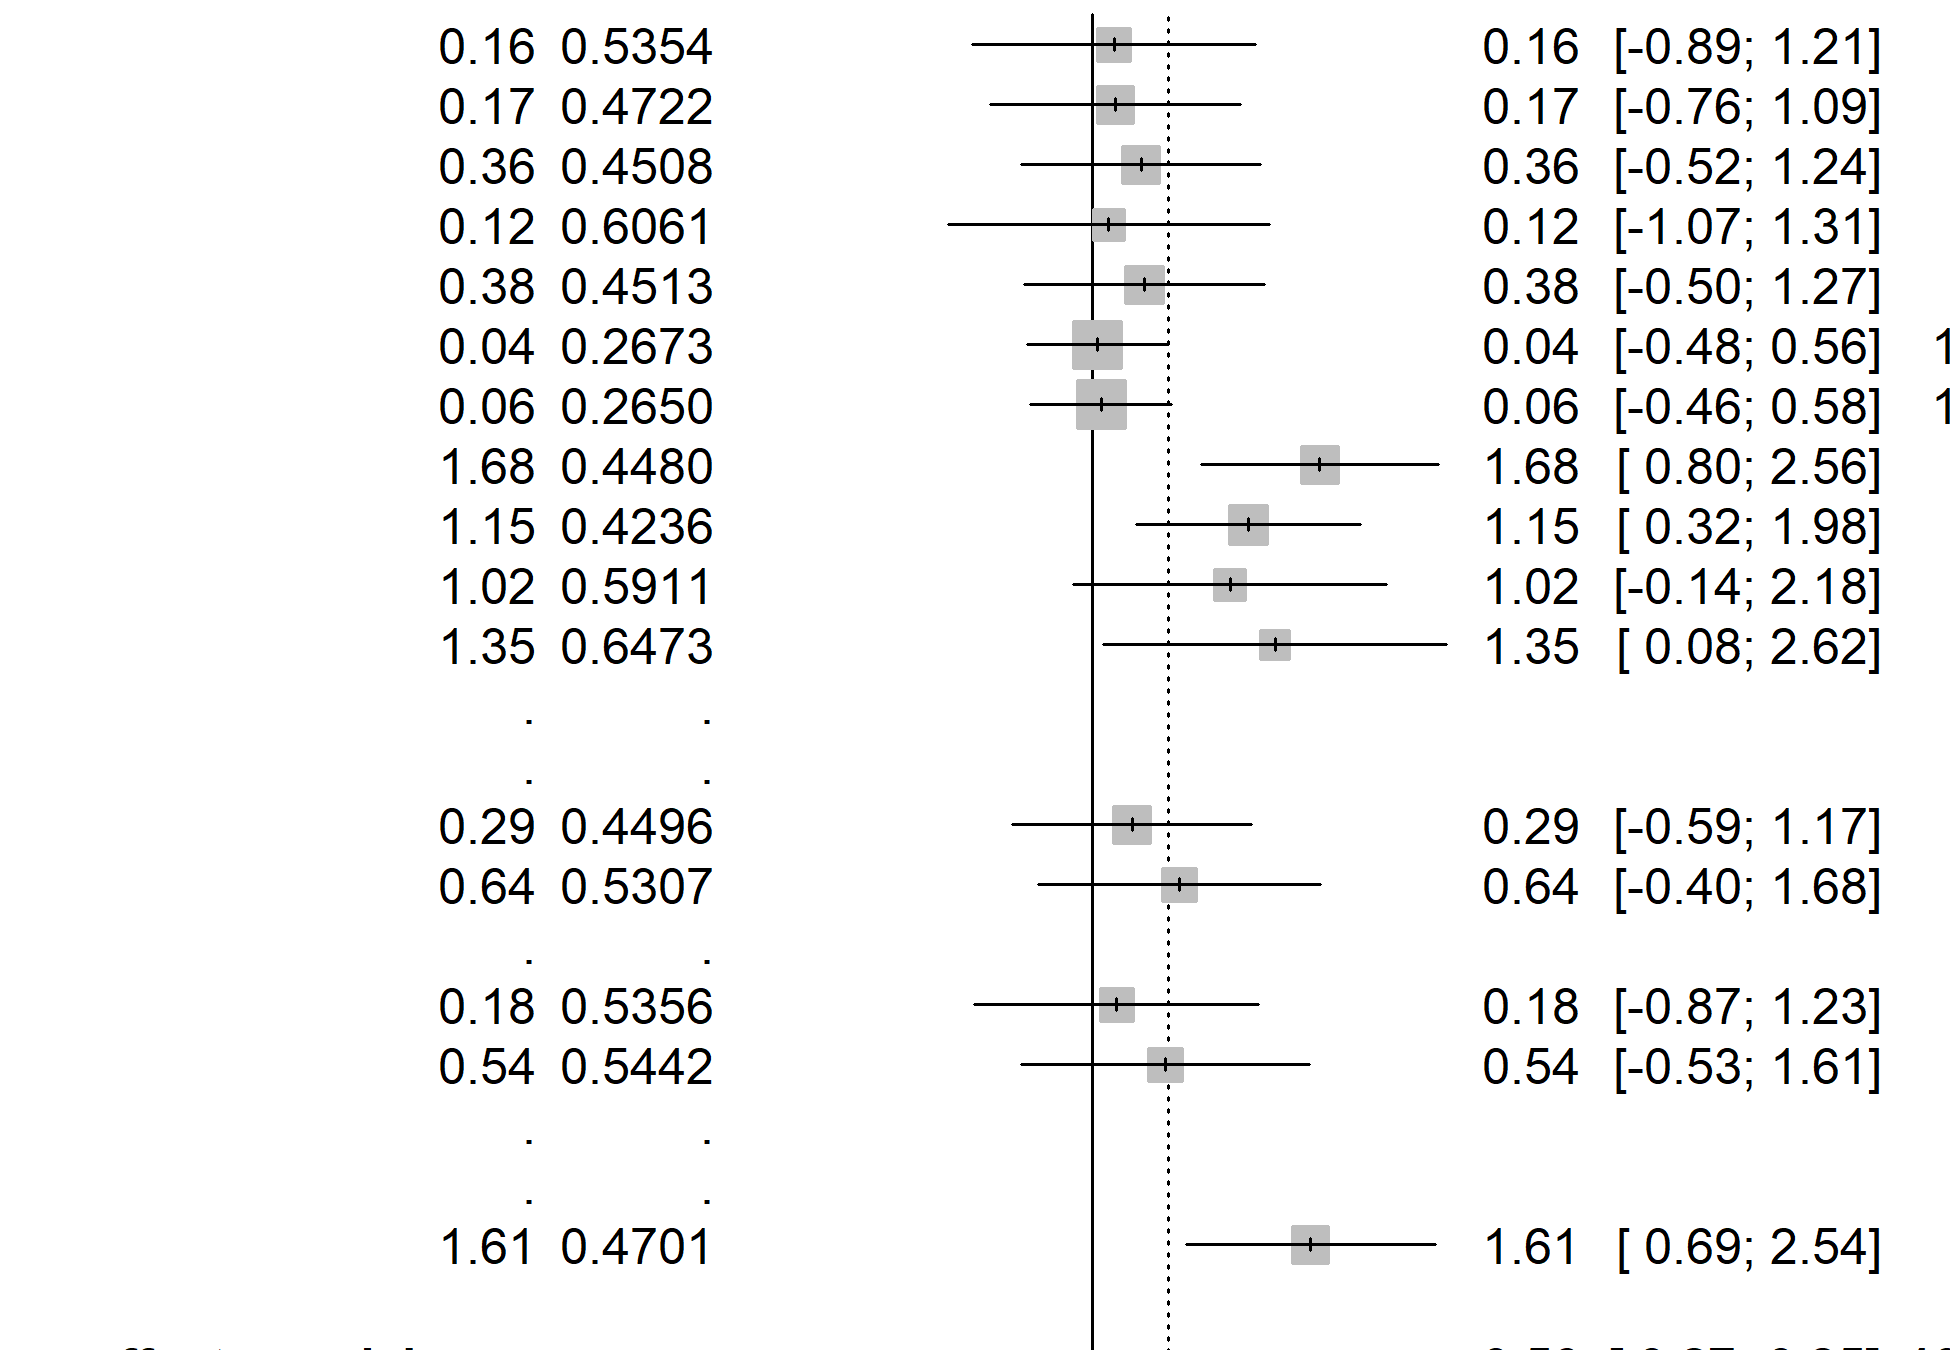 0.16 0.5354 0.16 [-0.89; 1.21]
0.17 0.4722 0.17 [-0.76; 1.09]
0.36 0.4508 0.36 [-0.52; 1.24]
0.12 0.6061 0.12 [-1.07; 1.31]
0.38 0.4513 0.38 [-0.50; 1.27]
0.04 0.2673 0.04 [-0.48; 0.56] 1
0.06 0.2650 0.06 [-0.46; 0.58] 1
1.68 0.4480 1.68 [ 0.80; 2.56]
1.15 0.4236 1.15 [ 0.32; 1.98]
1.02 0.5911 1.02 [-0.14; 2.18]
1.35 0.6473 1.35 [ 0.08; 2.62]
. .
. .
0.29 0.4496 0.29 [-0.59; 1.17]
0.64 0.5307 0.64 [-0.40; 1.68]
. .
0.18 0.5356 0.18 [-0.87; 1.23]
0.54 0.5442 0.54 [-0.53; 1.61]
. .
. .
1.61 0.4701 1.61 [ 0.69; 2.54]